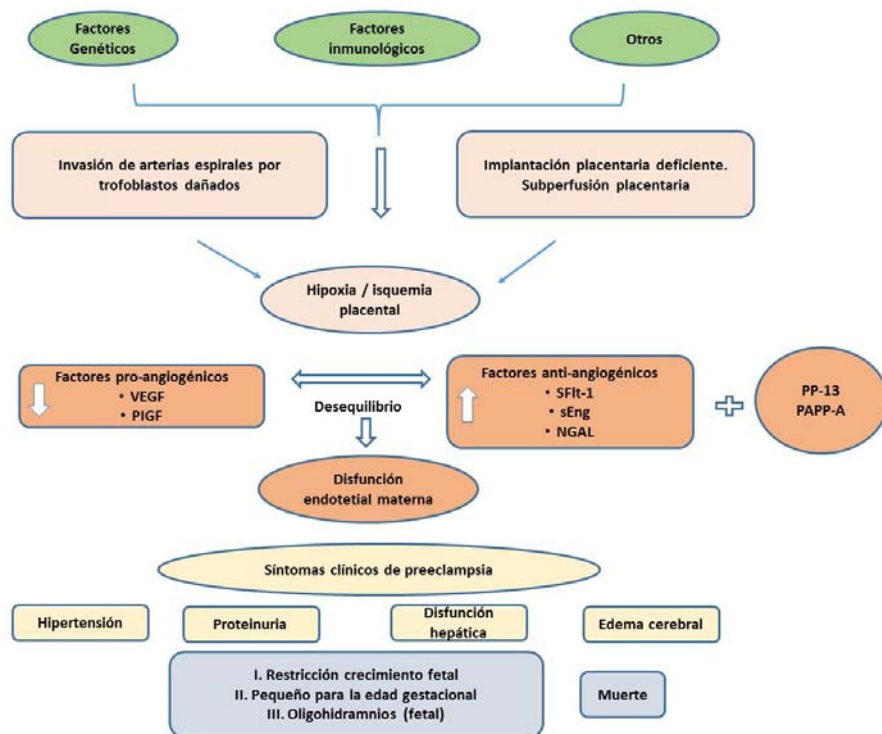 Factores
Genéticos
Factores
inmunológicos
Otros
Invasión de arterias espirales por
trofoblastos dañados
Implantación placentaria deficiente.
Subperfusión placentaria
Hipoxia / isquemia
placental
Factores pro-angiogénicos
• VEGF
• PIGF
Desequilibrio
Factores anti-angiogénicos
• SFlt-1
• sEng
• NGAL
PP-13
PAPP-A
Disfunción
endotetial materna
Síntomas clínicos de preeclampsia
Hipertensión
Proteinuria
Disfunción
hepática
Edema cerebral
I. Restricción crecimiento fetal
II. Pequeño para la edad gestacional
III. Oligohidramnios (fetal)
Muerte